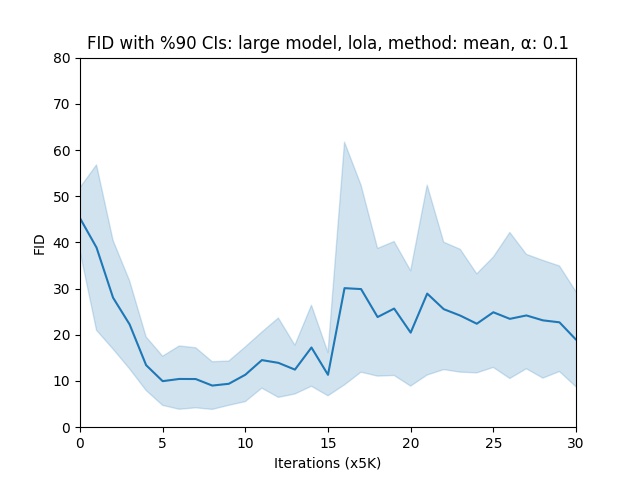 FID with %90 CIs: large model, lola, method: mean, α: 0.1
80
70
60
50
40
30
20
10
0
FID
0 5 10 15 20 25 30
Iterations (x5K)